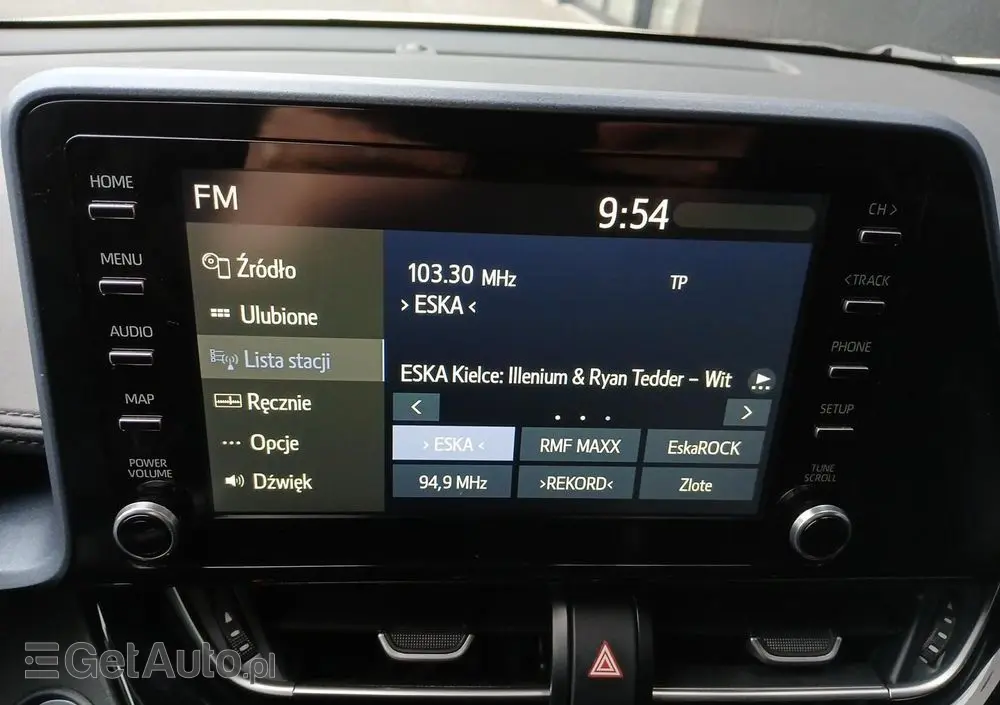 HOME
MENU
AUDIO
MAP
POWER
VOLUME
FM
9:54
Źródło
Ulubione
Lista stacji
Ręcznie
Opcje
Dźwięk
103.30 MHz
TP
> ESKA <
ESKA Kielce: Illenium & Ryan Tedder – Wit
< . . . >
> ESKA < RMF MAXX EskaROCK
94,9 MHz >REKORD< Zlote
CH >
<TRACK
PHONE
SETUP
TUNE
SCROLL
GetAuto.pl